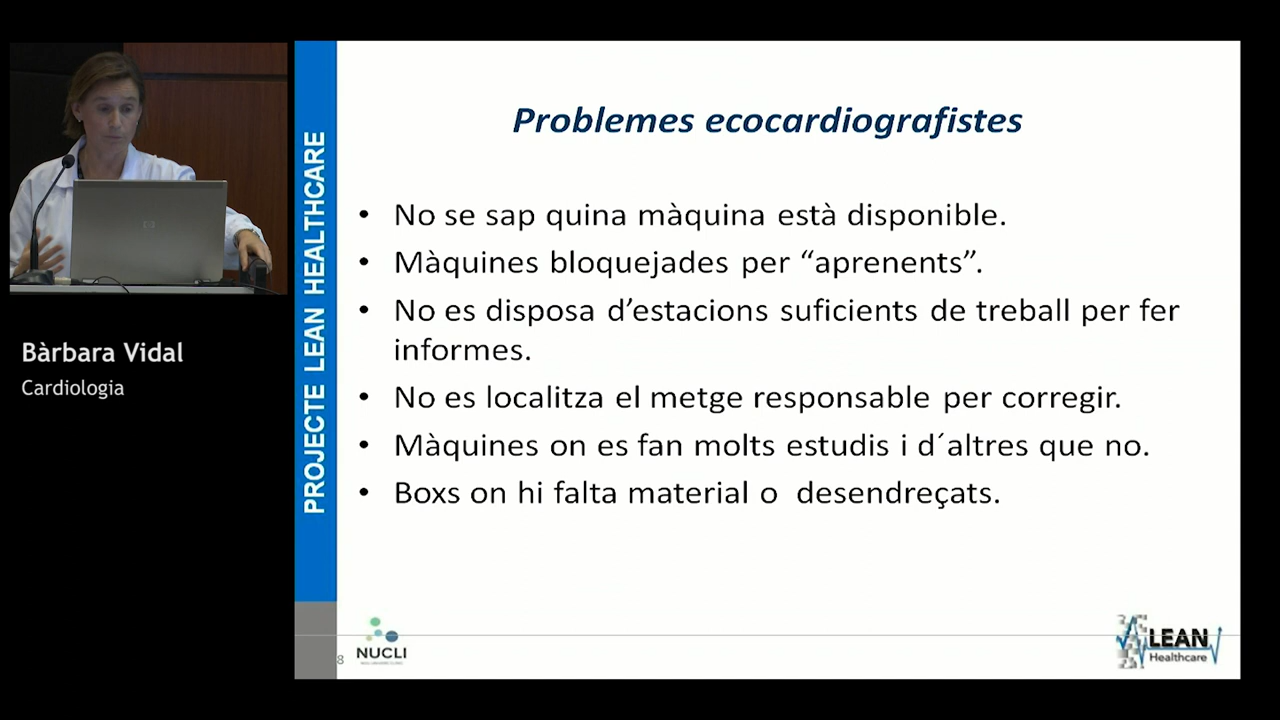 Problemes ecocardiografistes
• No se sap quina màquina està disponible.
• Màquines bloquejades per “aprenents”.
• No es disposa d’estacions suficients de treball per fer
informes.
• No es localitza el metge responsable per corregir.
• Màquines on es fan molts estudis i d´altres que no.
• Boxs on hi falta material o desendreçats.
PROJECTE LEAN HEALTHCARE
Bàrbara Vidal
Cardiologia
8
NUCLI
LEAN
Healthcare